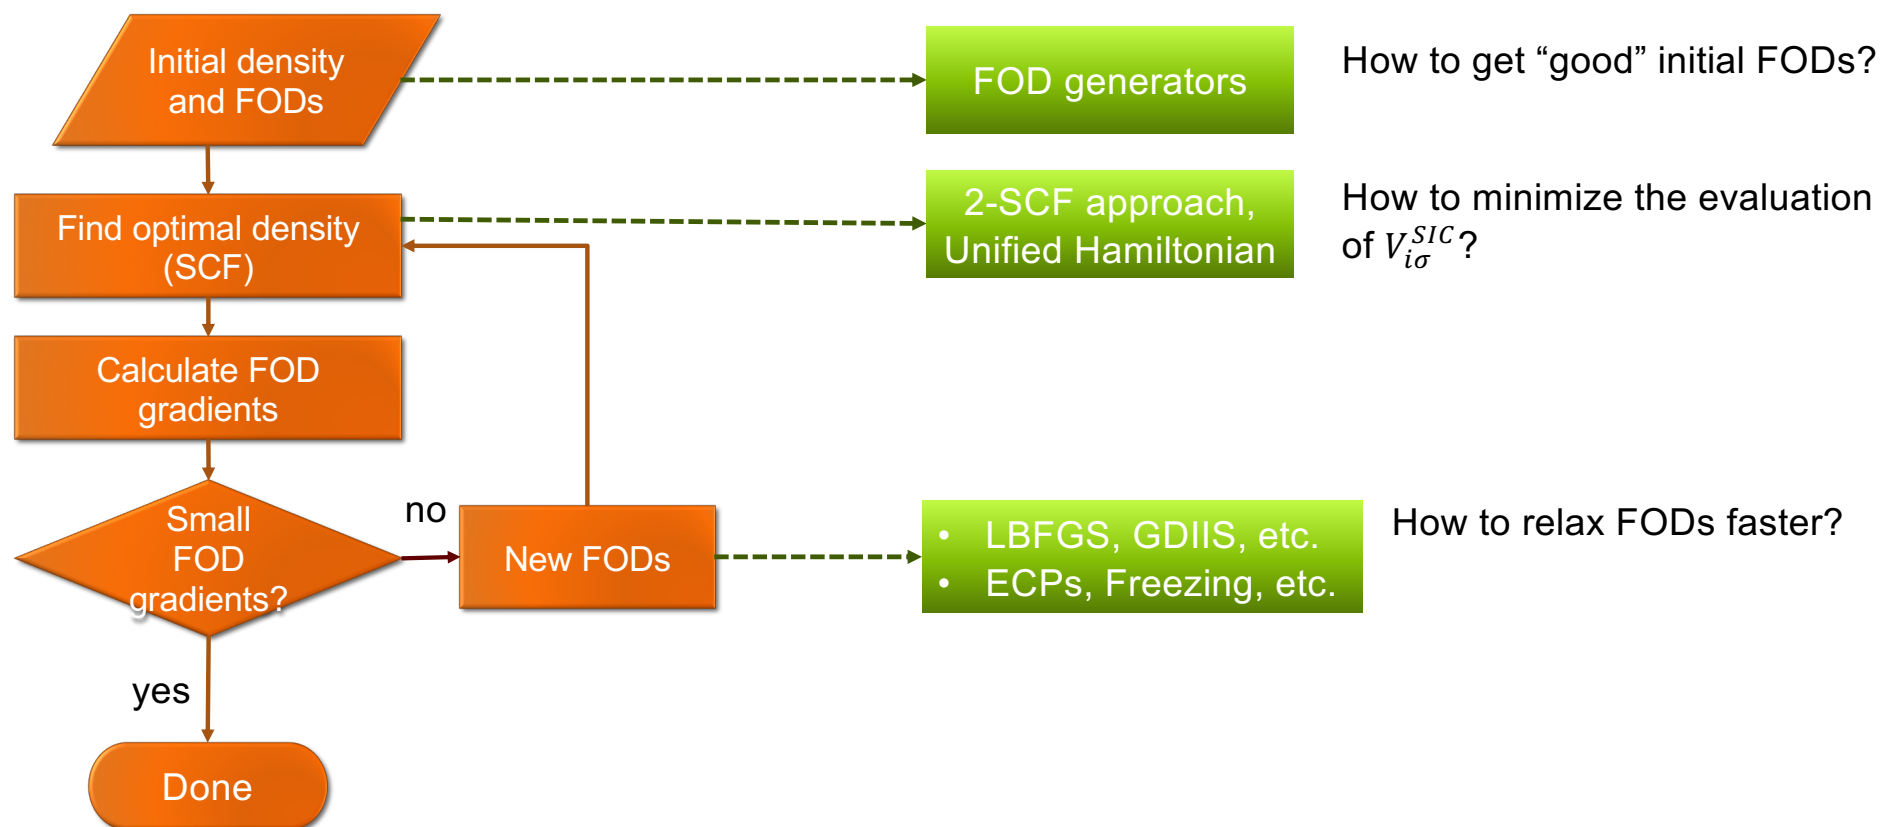 Initial density
and FODs
FOD generators
How to get “good” initial FODs?
Find optimal density
(SCF)
2-SCF approach,
Unified Hamiltonian
How to minimize the evaluation
of $V_{i\sigma}^{SIC}$?
Calculate FOD
gradients
Small
FOD
gradients?
no
New FODs
• LBFGS, GDIIS, etc.
• ECPs, Freezing, etc.
How to relax FODs faster?
yes
Done